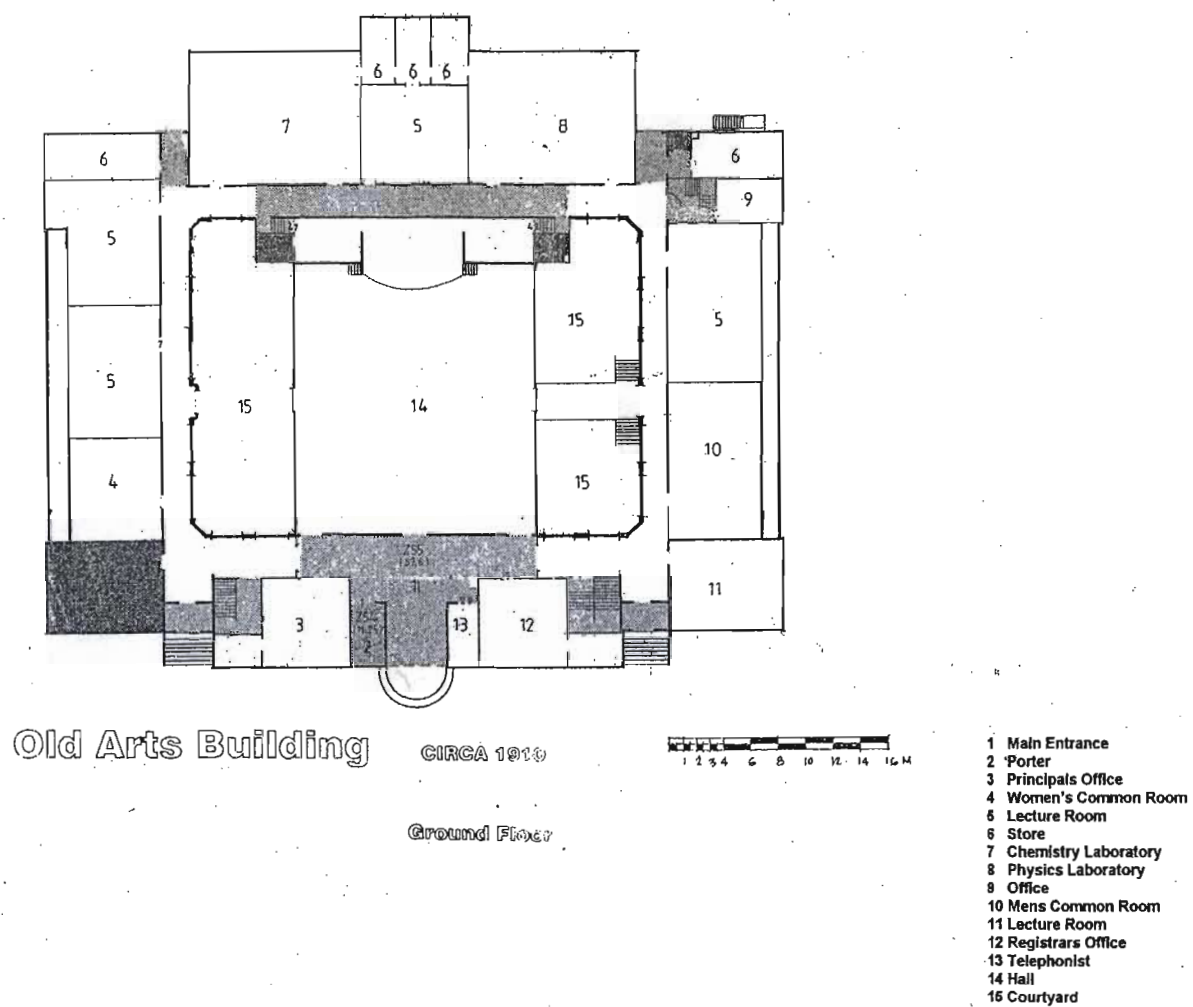 6 6 6
7 5 8
6 6
9
5
15 5
5
15 14
10
4 15
255
11
11
3 13 12
2
Old Arts Building CIRCA 1910
1 2 3 4 6 8 10 12 14 16 M
Ground Floor
1 Main Entrance
2 Porter
3 Principals Office
4 Women's Common Room
5 Lecture Room
6 Store
7 Chemistry Laboratory
8 Physics Laboratory
9 Office
10 Mens Common Room
11 Lecture Room
12 Registrars Office
13 Telephonist
14 Hall
15 Courtyard